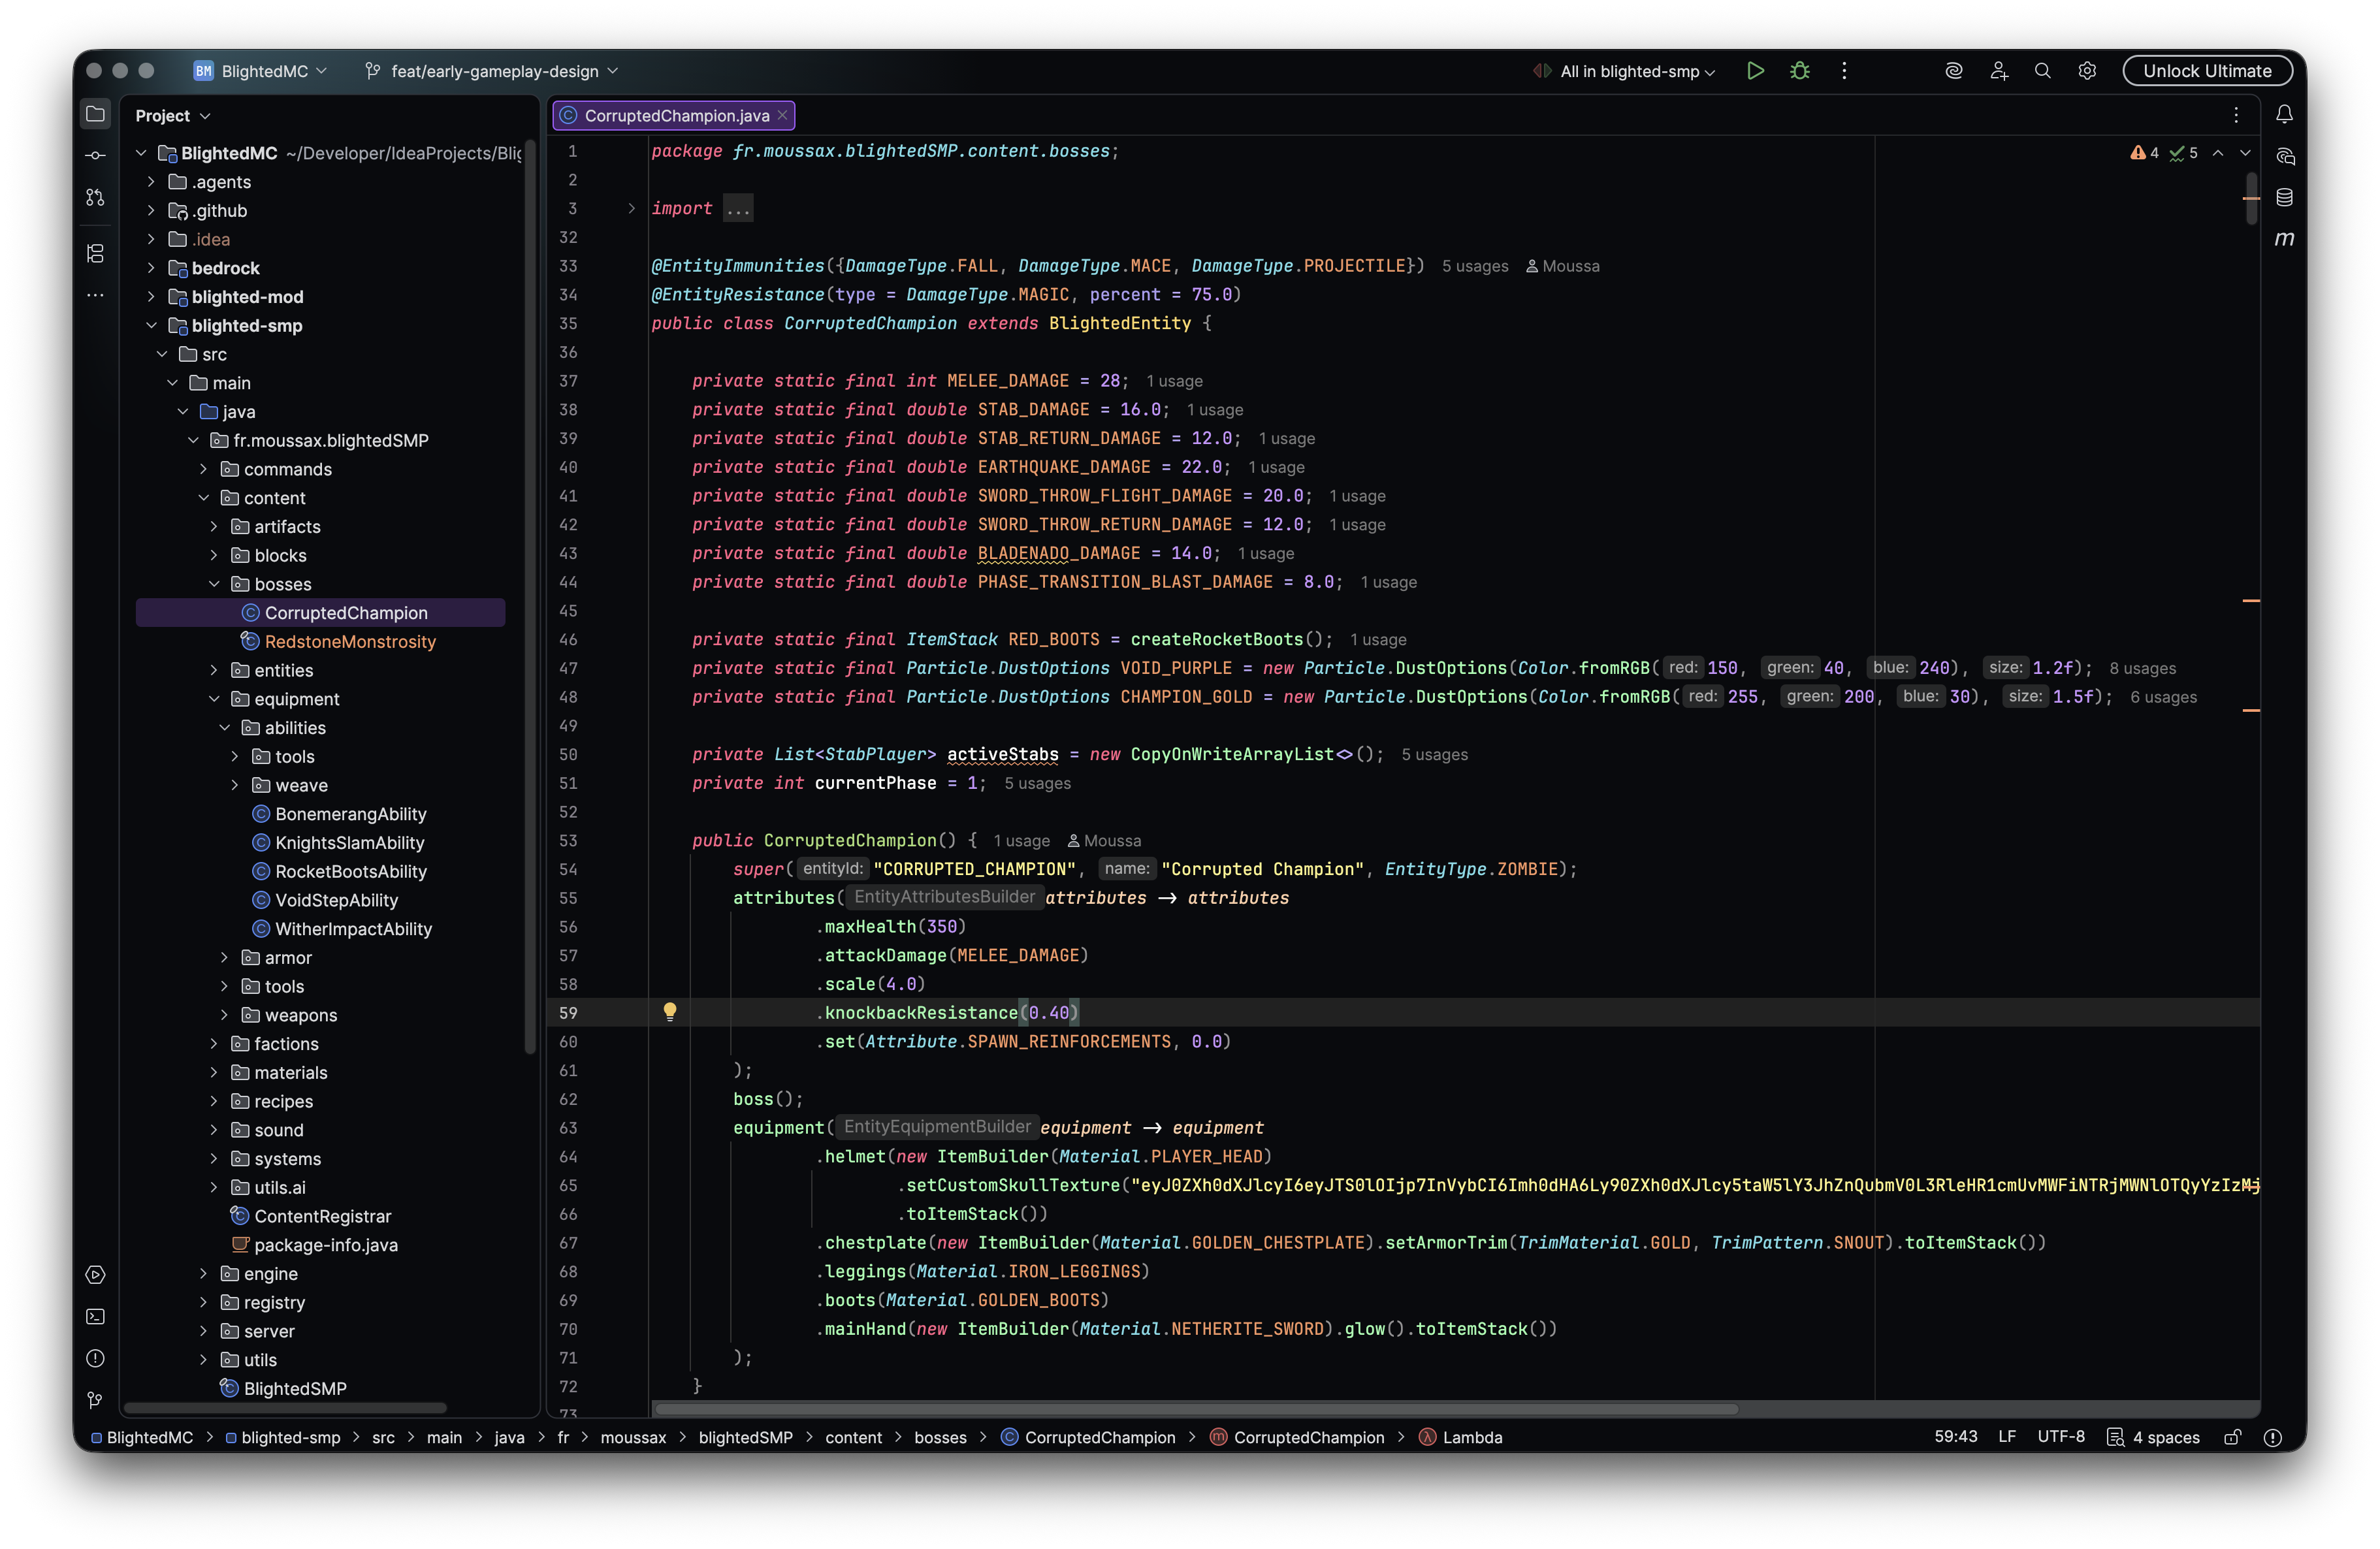 BM BlightedMC feat/early-gameplay-design All in blighted-smp Unlock Ultimate
Project
BlightedMC ~/Developer/IdeaProjects/Blig
.agents
.github
.idea
bedrock
blighted-mod
blighted-smp
src
main
java
fr.moussax.blightedSMP
commands
content
artifacts
blocks
bosses
CorruptedChampion
RedstoneMonstrosity
entities
equipment
abilities
tools
weave
BonemerangAbility
KnightsSlamAbility
RocketBootsAbility
VoidStepAbility
WitherImpactAbility
armor
tools
weapons
factions
materials
recipes
sound
systems
utils.ai
ContentRegistrar
package-info.java
engine
registry
server
utils
BlightedSMP
CorruptedChampion.java
4 5
1 package fr.moussax.blightedSMP.content.bosses;
2
3 import ...
32
33 @EntityImmunities({DamageType.FALL, DamageType.MACE, DamageType.PROJECTILE}) 5 usages Moussa
34 @EntityResistance(type = DamageType.MAGIC, percent = 75.0)
35 public class CorruptedChampion extends BlightedEntity {
36
37 private static final int MELEE_DAMAGE = 28; 1 usage
38 private static final double STAB_DAMAGE = 16.0; 1 usage
39 private static final double STAB_RETURN_DAMAGE = 12.0; 1 usage
40 private static final double EARTHQUAKE_DAMAGE = 22.0; 1 usage
41 private static final double SWORD_THROW_FLIGHT_DAMAGE = 20.0; 1 usage
42 private static final double SWORD_THROW_RETURN_DAMAGE = 12.0; 1 usage
43 private static final double BLADENADO_DAMAGE = 14.0; 1 usage
44 private static final double PHASE_TRANSITION_BLAST_DAMAGE = 8.0; 1 usage
45
46 private static final ItemStack RED_BOOTS = createRocketBoots(); 1 usage
47 private static final Particle.DustOptions VOID_PURPLE = new Particle.DustOptions(Color.fromRGB( red: 150, green: 40, blue: 240), size: 1.2f); 8 usages
48 private static final Particle.DustOptions CHAMPION_GOLD = new Particle.DustOptions(Color.fromRGB( red: 255, green: 200, blue: 30), size: 1.5f); 6 usages
49
50 private List<StabPlayer> activeStabs = new CopyOnWriteArrayList<>(); 5 usages
51 private int currentPhase = 1; 5 usages
52
53 public CorruptedChampion() { 1 usage Moussa
54 super( entityId: "CORRUPTED_CHAMPION", name: "Corrupted Champion", EntityType.ZOMBIE);
55 attributes( EntityAttributesBuilder attributes → attributes
56 .maxHealth(350)
57 .attackDamage(MELEE_DAMAGE)
58 .scale(4.0)
59 .knockbackResistance(0.40)
60 .set(Attribute.SPAWN_REINFORCEMENTS, 0.0)
61 );
62 boss();
63 equipment( EntityEquipmentBuilder equipment → equipment
64 .helmet(new ItemBuilder(Material.PLAYER_HEAD)
65 .setCustomSkullTexture("eyJ0ZXh0dXJlcyI6eyJTS0lOIjp7InVybCI6Imh0dHA6Ly90ZXh0dXJlcy5taW5lY3JhZnQubmV0L3RleHR1cmUvMWFiNTRjMWNlOTQyYzIzMj
66 .toItemStack())
67 .chestplate(new ItemBuilder(Material.GOLDEN_CHESTPLATE).setArmorTrim(TrimMaterial.GOLD, TrimPattern.SNOUT).toItemStack())
68 .leggings(Material.IRON_LEGGINGS)
69 .boots(Material.GOLDEN_BOOTS)
70 .mainHand(new ItemBuilder(Material.NETHERITE_SWORD).glow().toItemStack())
71 );
72 }
73
BlightedMC > blighted-smp > src > main > java > fr > moussax > blightedSMP > content > bosses > CorruptedChampion > CorruptedChampion > Lambda 59:43 LF UTF-8 4 spaces